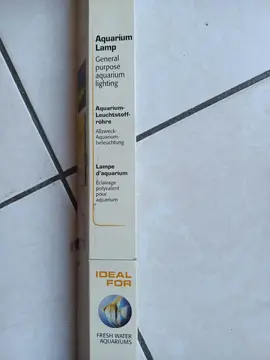 Aquarium
Lamp
General
purpose
aquarium
lighting
Aquarium-
Leuchtstoff-
röhre
Allzweck-
Aquarium-
beleuchtung
Lampe
d'aquarium
Éclairage
polyvalent
pour
aquarium
IDEAL
FOR
FRESH WATER
AQUARIUMS